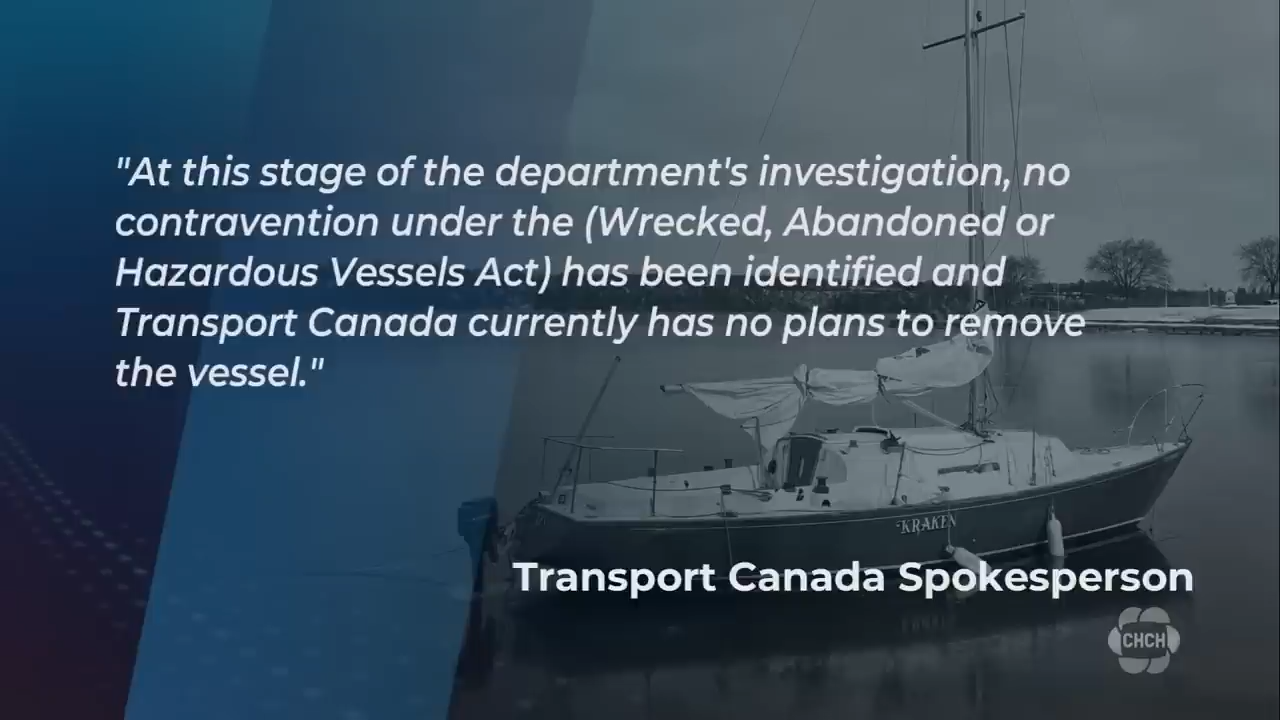 "At this stage of the department's investigation, no
contravention under the (Wrecked, Abandoned or
Hazardous Vessels Act) has been identified and
Transport Canada currently has no plans to remove
the vessel."
KRAKEN
Transport Canada Spokesperson
CHCH